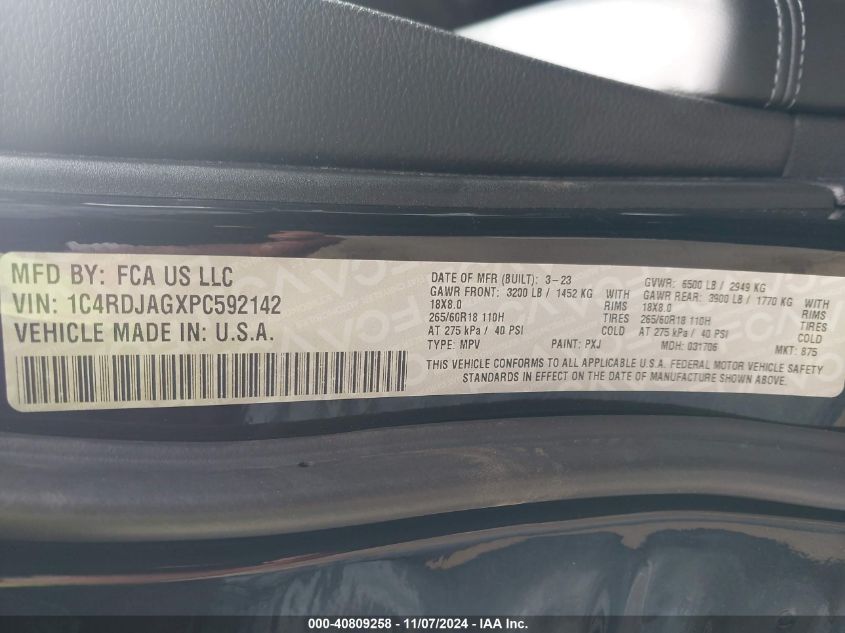 MFD BY: FCA US LLC
VIN: 1C4RDJAGXPC592142
VEHICLE MADE IN: U.S.A.
DATE OF MFR (BUILT): 3-23 GVWR: 6500 LB / 2949 KG
GAWR FRONT: 3200 LB / 1452 KG WITH GAWR REAR: 3900 LB / 1770 KG WITH
18X8.0 RIMS 18X8.0 RIMS
265/60R18 110H TIRES 265/60R18 110H TIRES
AT 275 kPa / 40 PSI COLD AT 275 kPa / 40 PSI COLD
TYPE: MPV PAINT: PXJ MDH: 031706 MKT: 875
THIS VEHICLE CONFORMS TO ALL APPLICABLE U.S.A. FEDERAL MOTOR VEHICLE SAFETY
STANDARDS IN EFFECT ON THE DATE OF MANUFACTURE SHOWN ABOVE.
000-40809258 - 11/07/2024 - IAA Inc.